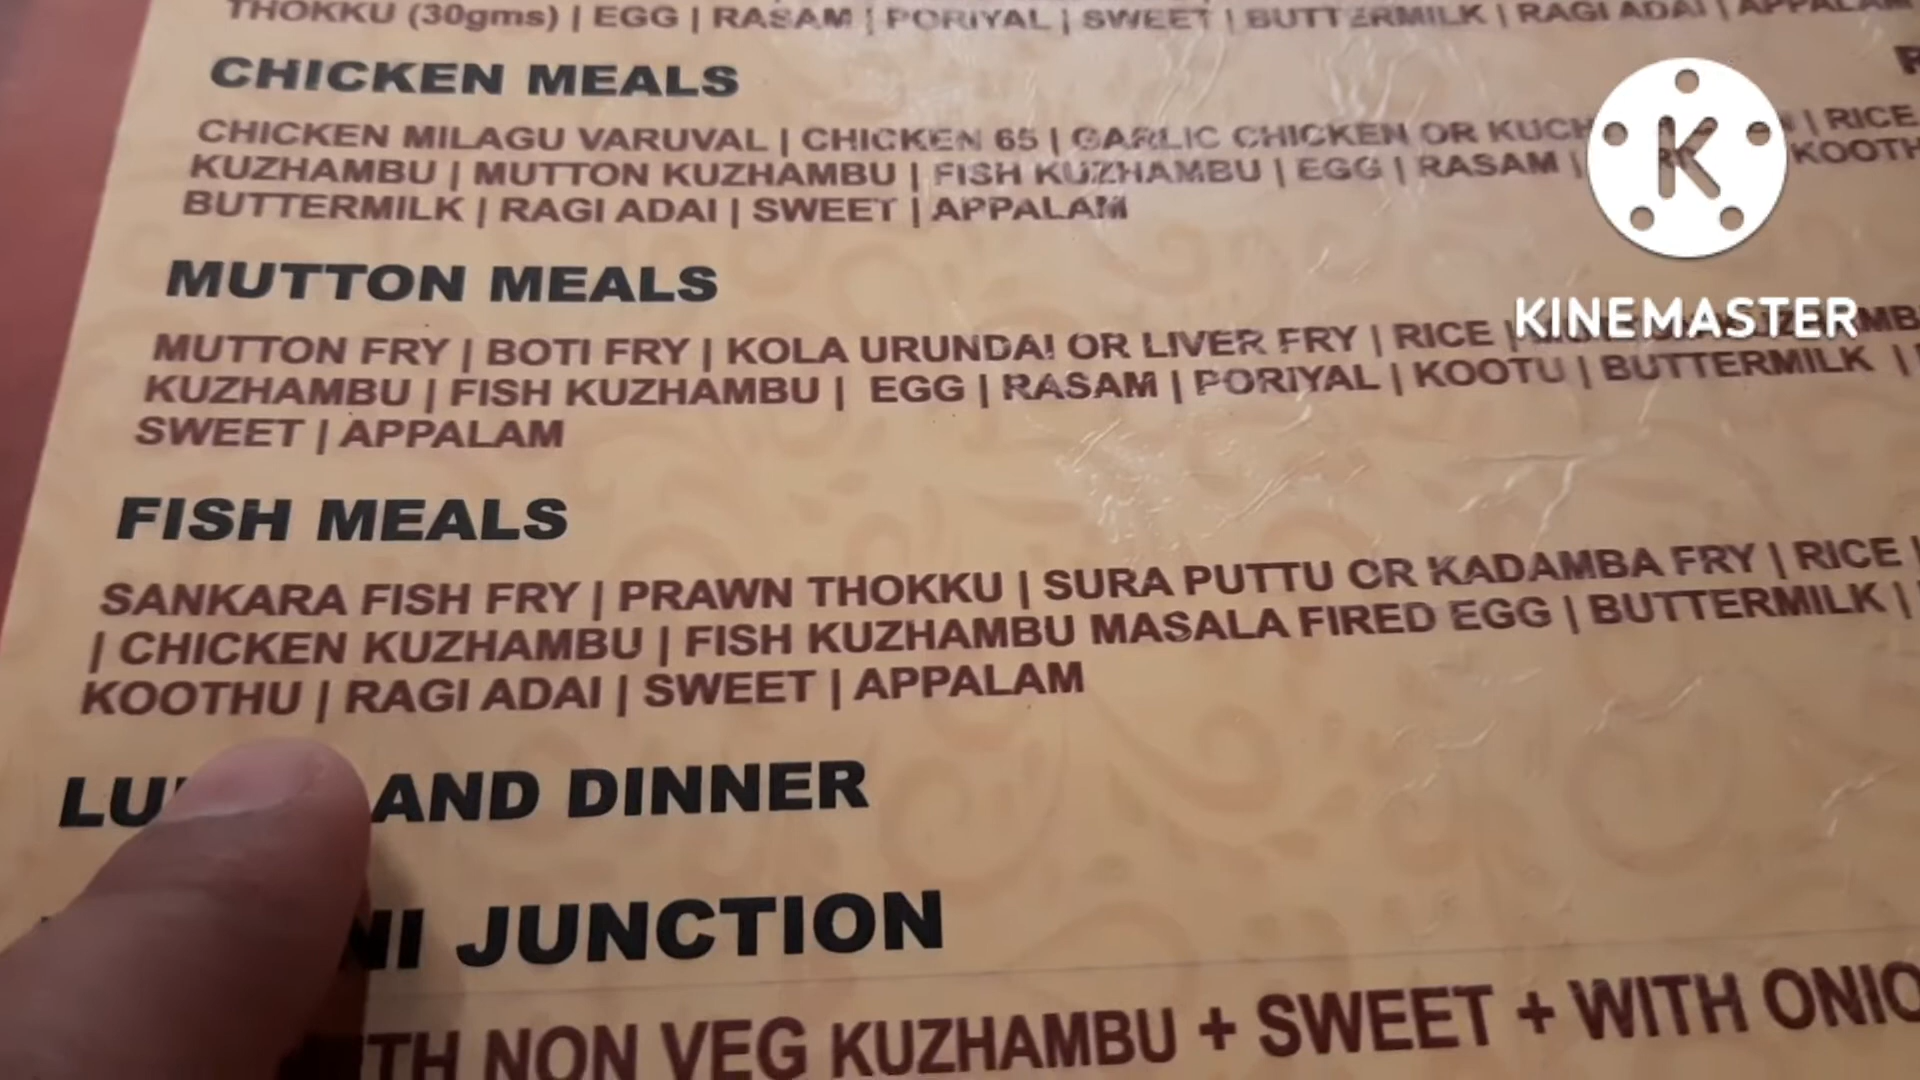 THOKKU (30gms) | EGG | RASAM | PORIYAL | SWEET | BUTTERMILK | RAGI ADAI | APPALAM
CHICKEN MEALS
CHICKEN MILAGU VARUVAL | CHICKEN 65 | GARLIC CHICKEN OR | RICE
KUZHAMBU | MUTTON KUZHAMBU | FISH KUZHAMBU | EGG | RASAM |
BUTTERMILK | RAGI ADAI | SWEET | APPALAM
MUTTON MEALS
MUTTON FRY | BOTI FRY | KOLA URUNDAI OR LIVER FRY | RICE |
KUZHAMBU | FISH KUZHAMBU | EGG | RASAM | PORIYAL | KOOTU | BUTTERMILK |
SWEET | APPALAM
FISH MEALS
SANKARA FISH FRY | PRAWN THOKKU | SURA PUTTU OR KADAMBA FRY | RICE |
| CHICKEN KUZHAMBU | FISH KUZHAMBU MASALA FIRED EGG | BUTTERMILK |
KOOTHU | RAGI ADAI | SWEET | APPALAM
AND DINNER
JUNCTION
NON VEG KUZHAMBU + SWEET + WITH
K
KINEMASTER